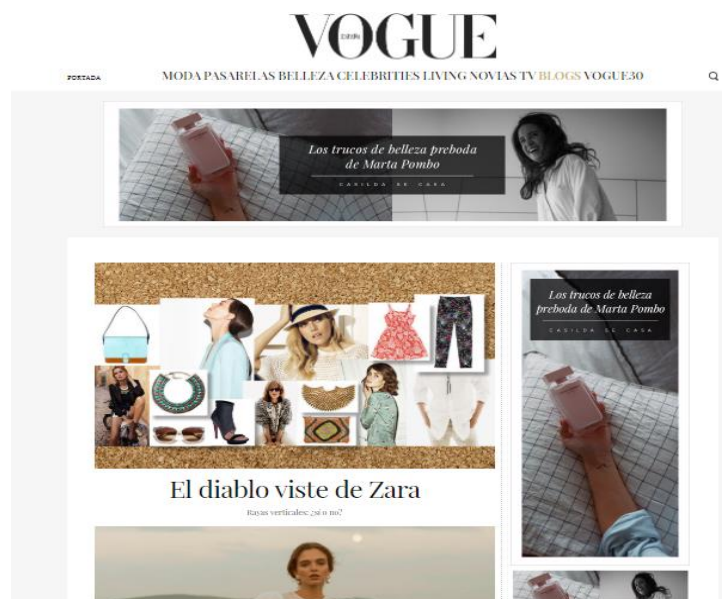 VOGUE
ESPAÑA
PORTADA
MODA PASARELAS BELLEZA CELEBRITIES LIVING NOVIAS TV BLOGS VOGUE30
Los trucos de belleza preboda
de Marta Pombo
CASILDA SE CASA
Los trucos de belleza
preboda de Marta Pombo
CASILDA SE CASA
El diablo viste de Zara
Rayas verticales: ¿sí o no?